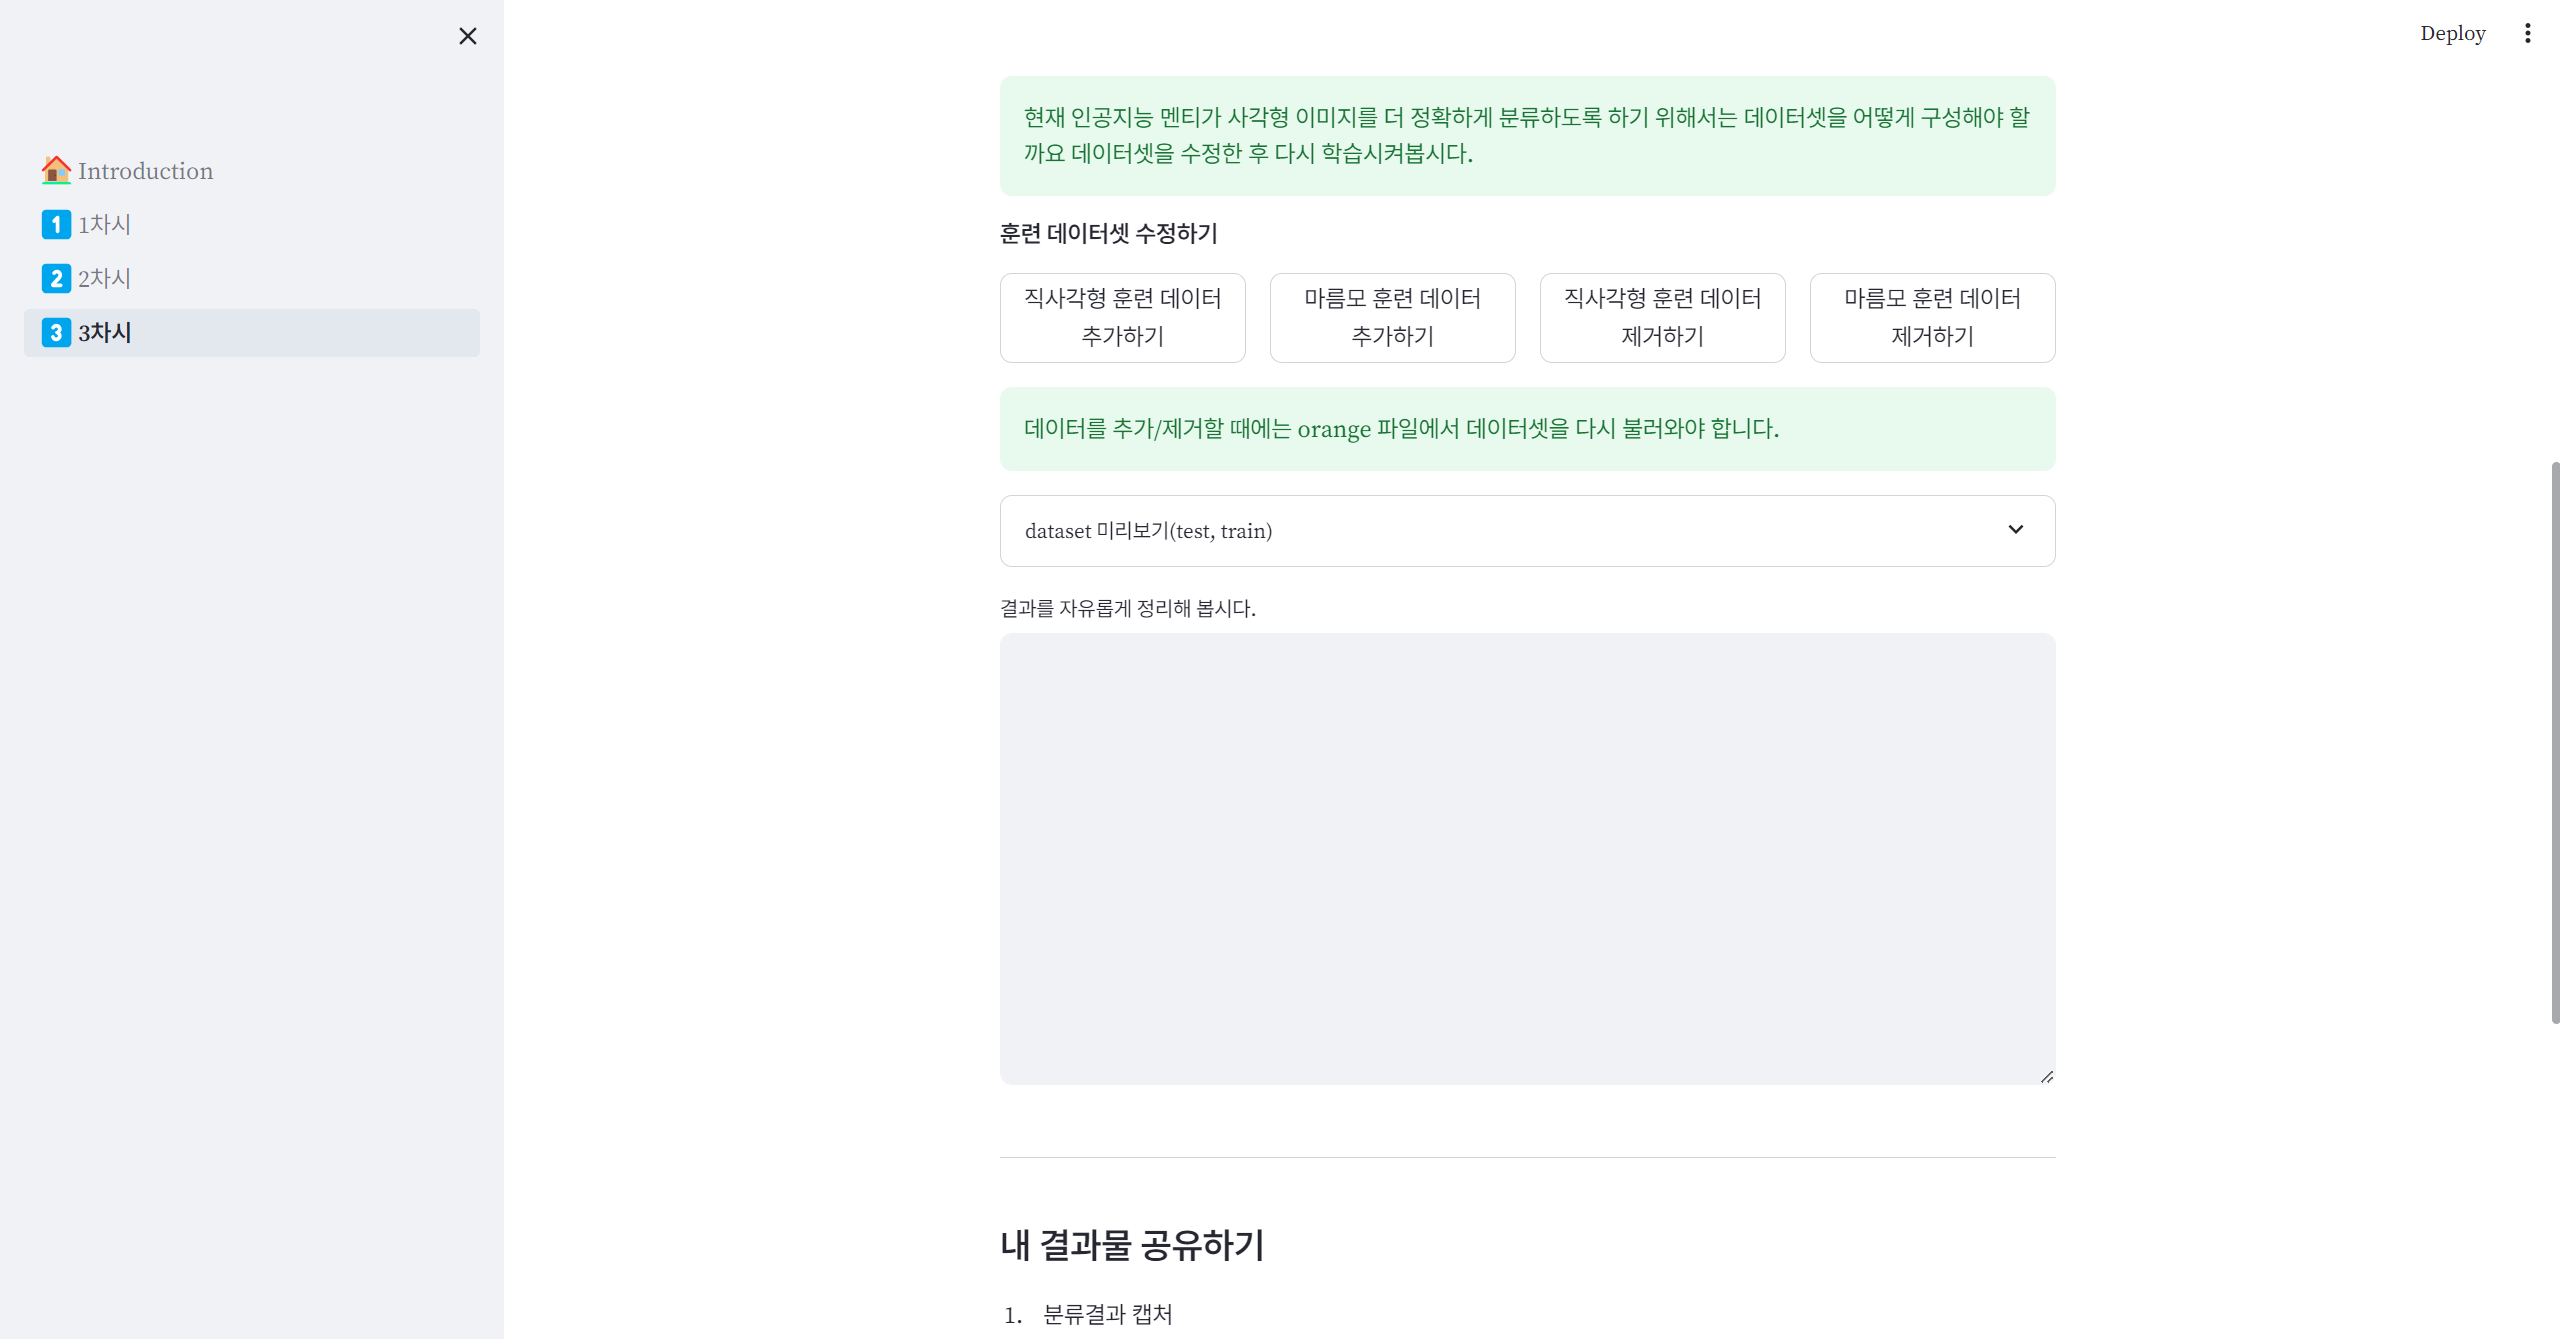 Deploy
Introduction
1 1차시
2 2차시
3 3차시
현재 인공지능 멘티가 사각형 이미지를 더 정확하게 분류하도록 하기 위해서는 데이터셋을 어떻게 구성해야 할
까요 데이터셋을 수정한 후 다시 학습시켜봅시다.
훈련 데이터셋 수정하기
직사각형 훈련 데이터
추가하기
마름모 훈련 데이터
추가하기
직사각형 훈련 데이터
제거하기
마름모 훈련 데이터
제거하기
데이터를 추가/제거할 때에는 orange 파일에서 데이터셋을 다시 불러와야 합니다.
dataset 미리보기(test, train)
결과를 자유롭게 정리해 봅시다.
내 결과물 공유하기
1. 분류결과 캡처